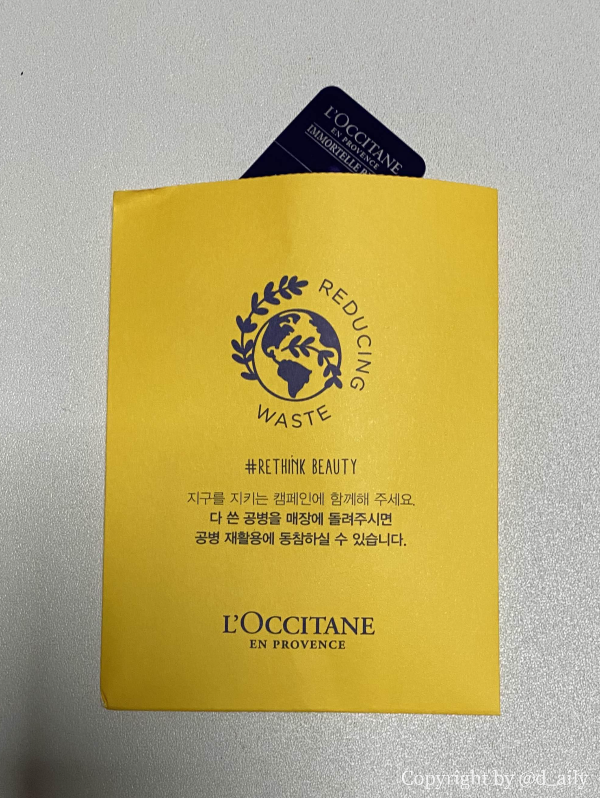 L'OCCITANE
EN PROVENCE
IMMORTELLE
REDUCING
WASTE
#RETHINK BEAUTY
지구를 지키는 캠페인에 함께해 주세요.
다 쓴 공병을 매장에 돌려주시면
공병 재활용에 동참하실 수 있습니다.
L'OCCITANE
EN PROVENCE
Copyright by @d_aily